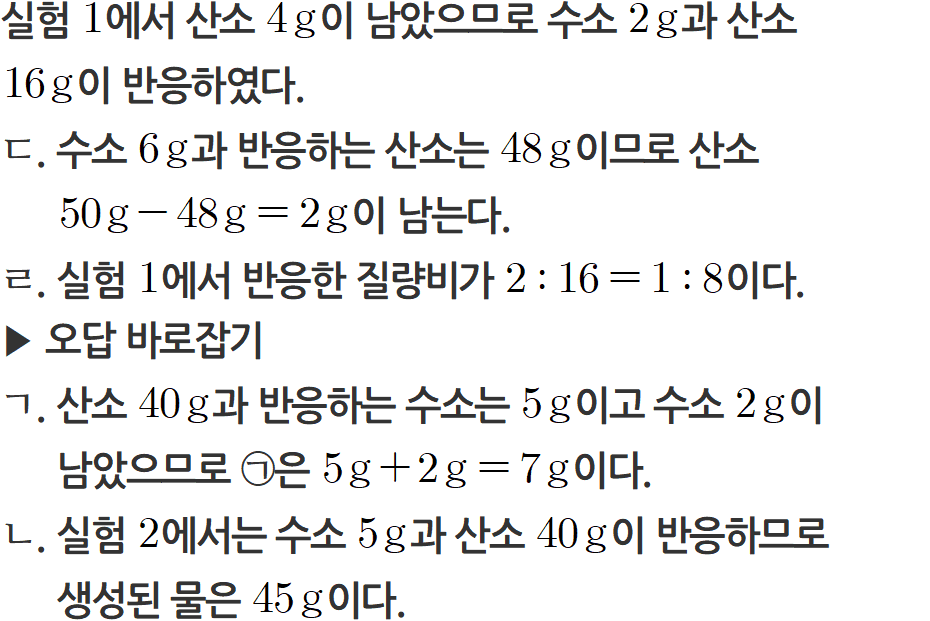 실험 1에서 산소 4 g이 남았으므로 수소 2 g과 산소
16 g이 반응하였다.
ㄷ. 수소 6 g과 반응하는 산소는 48 g이므로 산소
50 g − 48 g = 2 g이 남는다.
ㄹ. 실험 1에서 반응한 질량비가 2 : 16 = 1 : 8이다.
▶ 오답 바로잡기
ㄱ. 산소 40 g과 반응하는 수소는 5 g이고 수소 2 g이
남았으므로 ㉠은 5 g + 2 g = 7 g이다.
ㄴ. 실험 2에서는 수소 5 g과 산소 40 g이 반응하므로
생성된 물은 45 g이다.